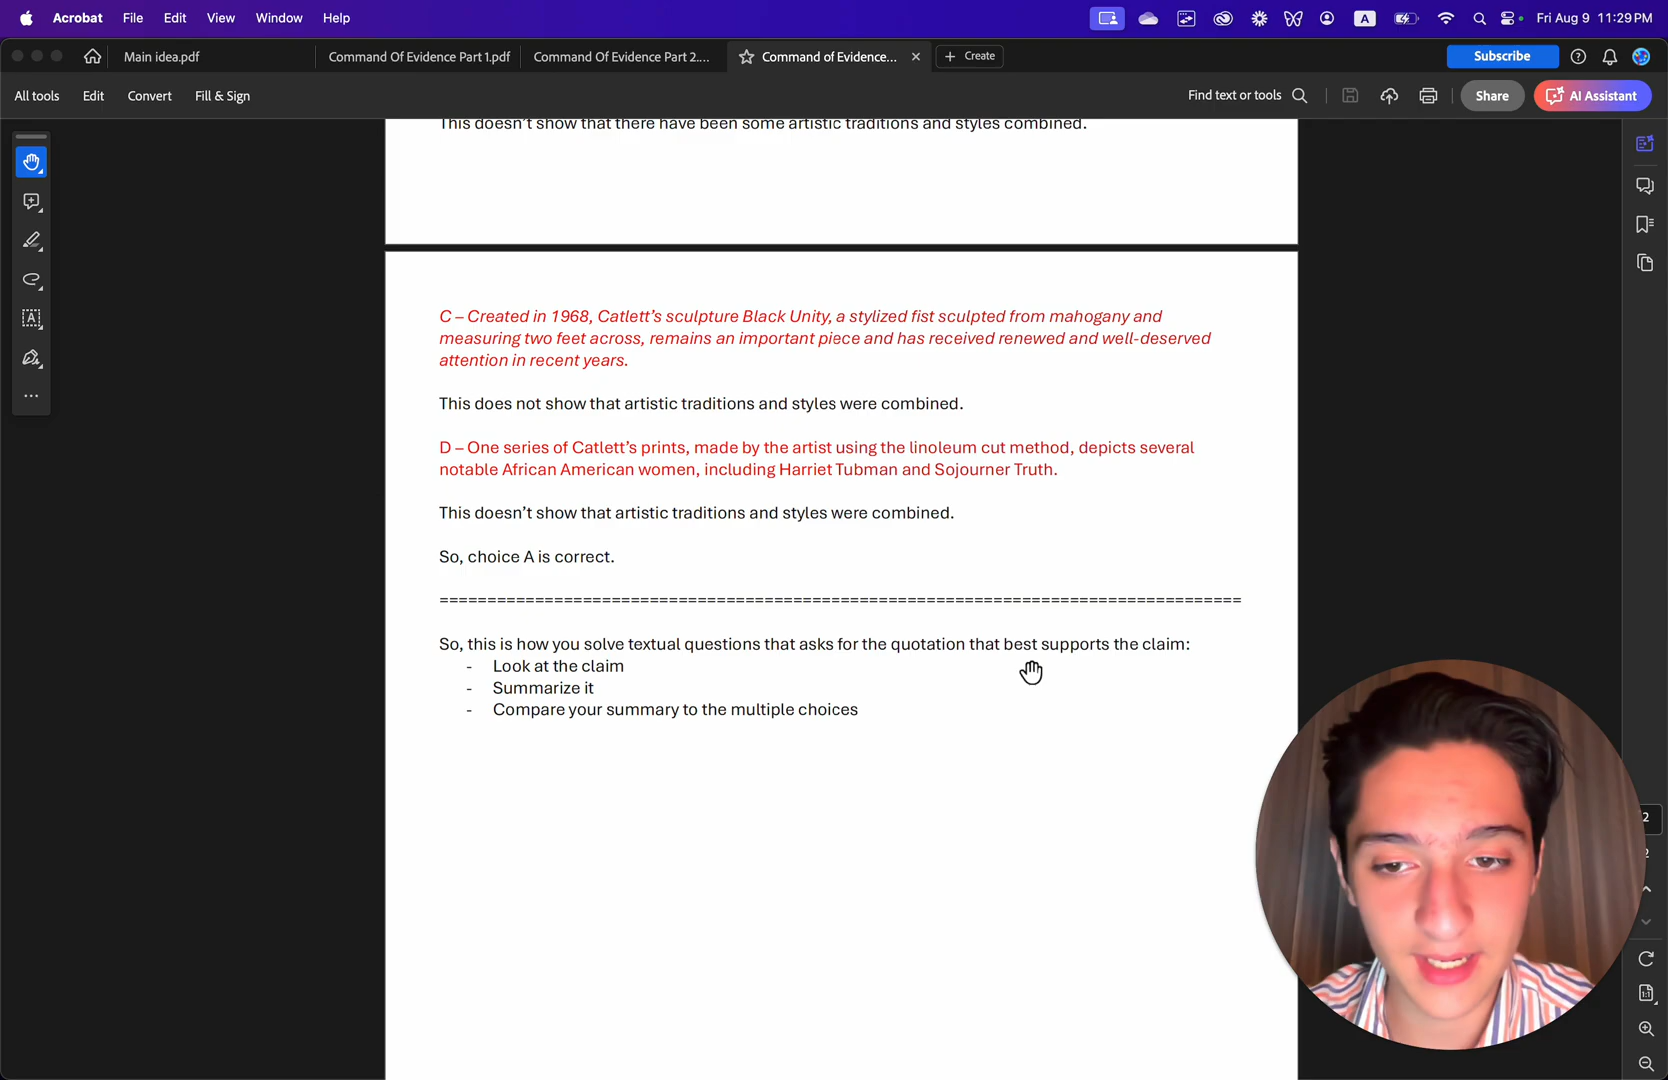 Acrobat File Edit View Window Help A Fri Aug 9 11:29 PM
Main idea.pdf Command Of Evidence Part 1.pdf Command Of Evidence Part 2.... Command of Evidence... Create Subscribe
All tools Edit Convert Fill & Sign Find text or tools Share AI Assistant
This doesn't show that there have been some artistic traditions and styles combined.
C – Created in 1968, Catlett's sculpture Black Unity, a stylized fist sculpted from mahogany and
measuring two feet across, remains an important piece and has received renewed and well-deserved
attention in recent years.
This does not show that artistic traditions and styles were combined.
D – One series of Catlett's prints, made by the artist using the linoleum cut method, depicts several
notable African American women, including Harriet Tubman and Sojourner Truth.
This doesn't show that artistic traditions and styles were combined.
So, choice A is correct.
====================================================================================
So, this is how you solve textual questions that asks for the quotation that best supports the claim:
- Look at the claim
- Summarize it
- Compare your summary to the multiple choices
2
2
1:1